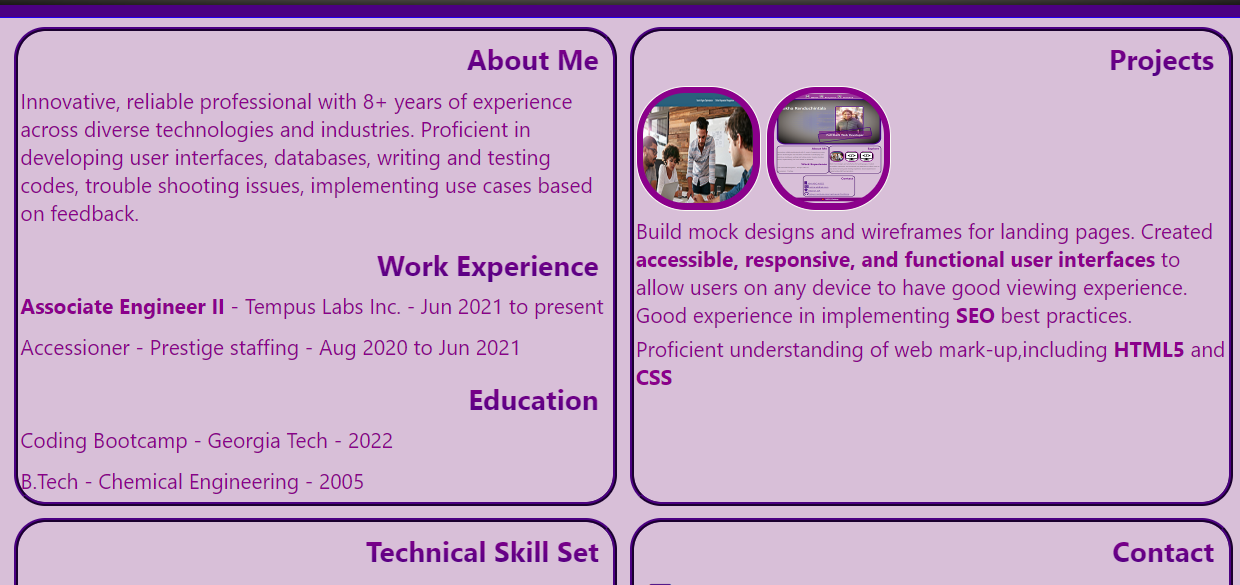 About Me
Innovative, reliable professional with 8+ years of experience
across diverse technologies and industries. Proficient in
developing user interfaces, databases, writing and testing
codes, trouble shooting issues, implementing use cases based
on feedback.
Work Experience
Associate Engineer II - Tempus Labs Inc. - Jun 2021 to present
Accessioner - Prestige staffing - Aug 2020 to Jun 2021
Education
Coding Bootcamp - Georgia Tech - 2022
B.Tech - Chemical Engineering - 2005
Projects
Build mock designs and wireframes for landing pages. Created
accessible, responsive, and functional user interfaces to
allow users on any device to have good viewing experience.
Good experience in implementing SEO best practices.
Proficient understanding of web mark-up,including HTML5 and
CSS
Technical Skill Set
Contact